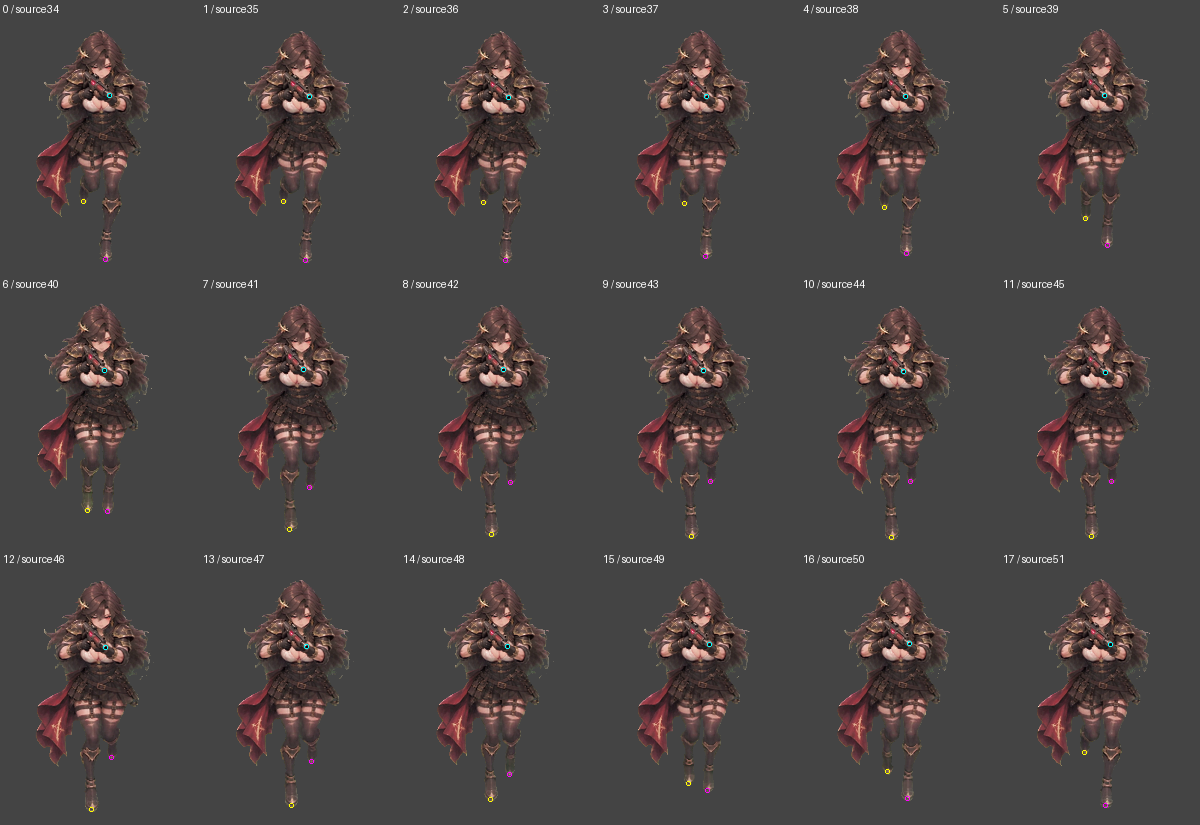 0 / source34
1 / source35
2 / source36
3 / source37
4 / source38
5 / source39
6 / source40
7 / source41
8 / source42
9 / source43
10 / source44
11 / source45
12 / source46
13 / source47
14 / source48
15 / source49
16 / source50
17 / source51